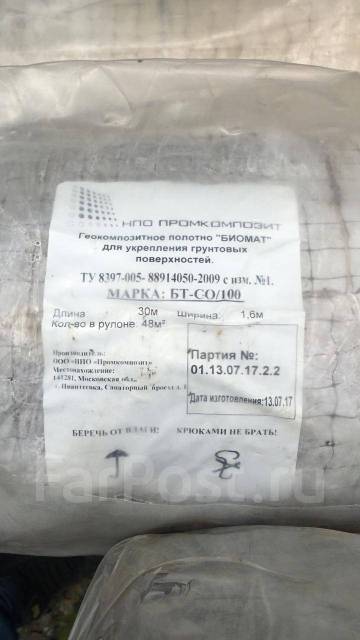 НПО ПРОМКОМПОЗИТ
Геокомпозитное полотно "БИОМАТ"
для укрепления грунтовых
поверхностей.
ТУ 8397-005- 88914050-2009 с изм. №1.
МАРКА: БТ-СО/100
Длина 30м Ширина: 1,6м
Кол-во в рулоне: 48м²
Производитель:
ООО «НПО «Промкомпозит»
Местонахождение:
141281, Московская обл.,
г. Ивантеевка, Санаторный проезд д. 1
Партия №:
01.13.07.17.2.2
Дата изготовления:13.07.17
БЕРЕЧЬ ОТ ВЛАГИ! КРЮКАМИ НЕ БРАТЬ!
FarPost.ru